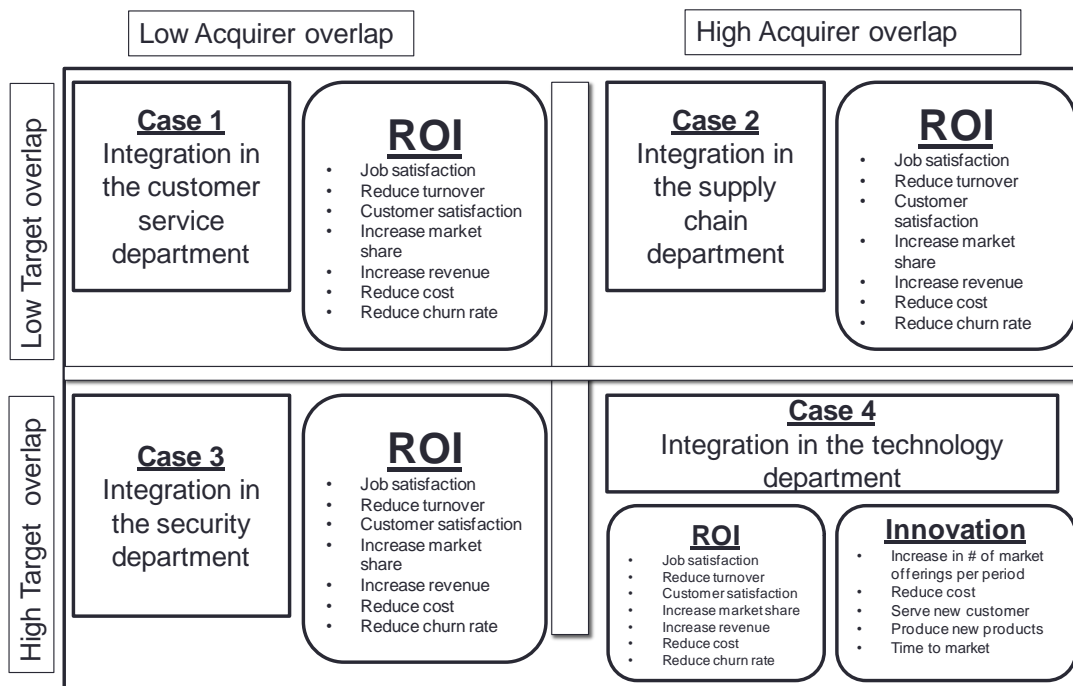 Low Acquirer overlap
High Acquirer overlap
Low Target overlap
Case 1
Integration in
the customer
service
department
ROI
• Job satisfaction
• Reduce turnover
• Customer satisfaction
• Increase market
share
• Increase revenue
• Reduce cost
• Reduce churn rate
Case 2
Integration in
the supply
chain
department
ROI
• Job satisfaction
• Reduce turnover
• Customer
satisfaction
• Increase market
share
• Increase revenue
• Reduce cost
• Reduce churn rate
High Target overlap
Case 3
Integration in
the security
department
ROI
• Job satisfaction
• Reduce turnover
• Customer satisfaction
• Increase market
share
• Increase revenue
• Reduce cost
• Reduce churn rate
Case 4
Integration in the technology
department
ROI
• Job satisfaction
• Reduce turnover
• Customer satisfaction
• Increase market share
• Increase revenue
• Reduce cost
• Reduce churn rate
Innovation
• Increase in # of market
offerings per period
• Reduce cost
• Serve new customer
• Produce new products
• Time to market